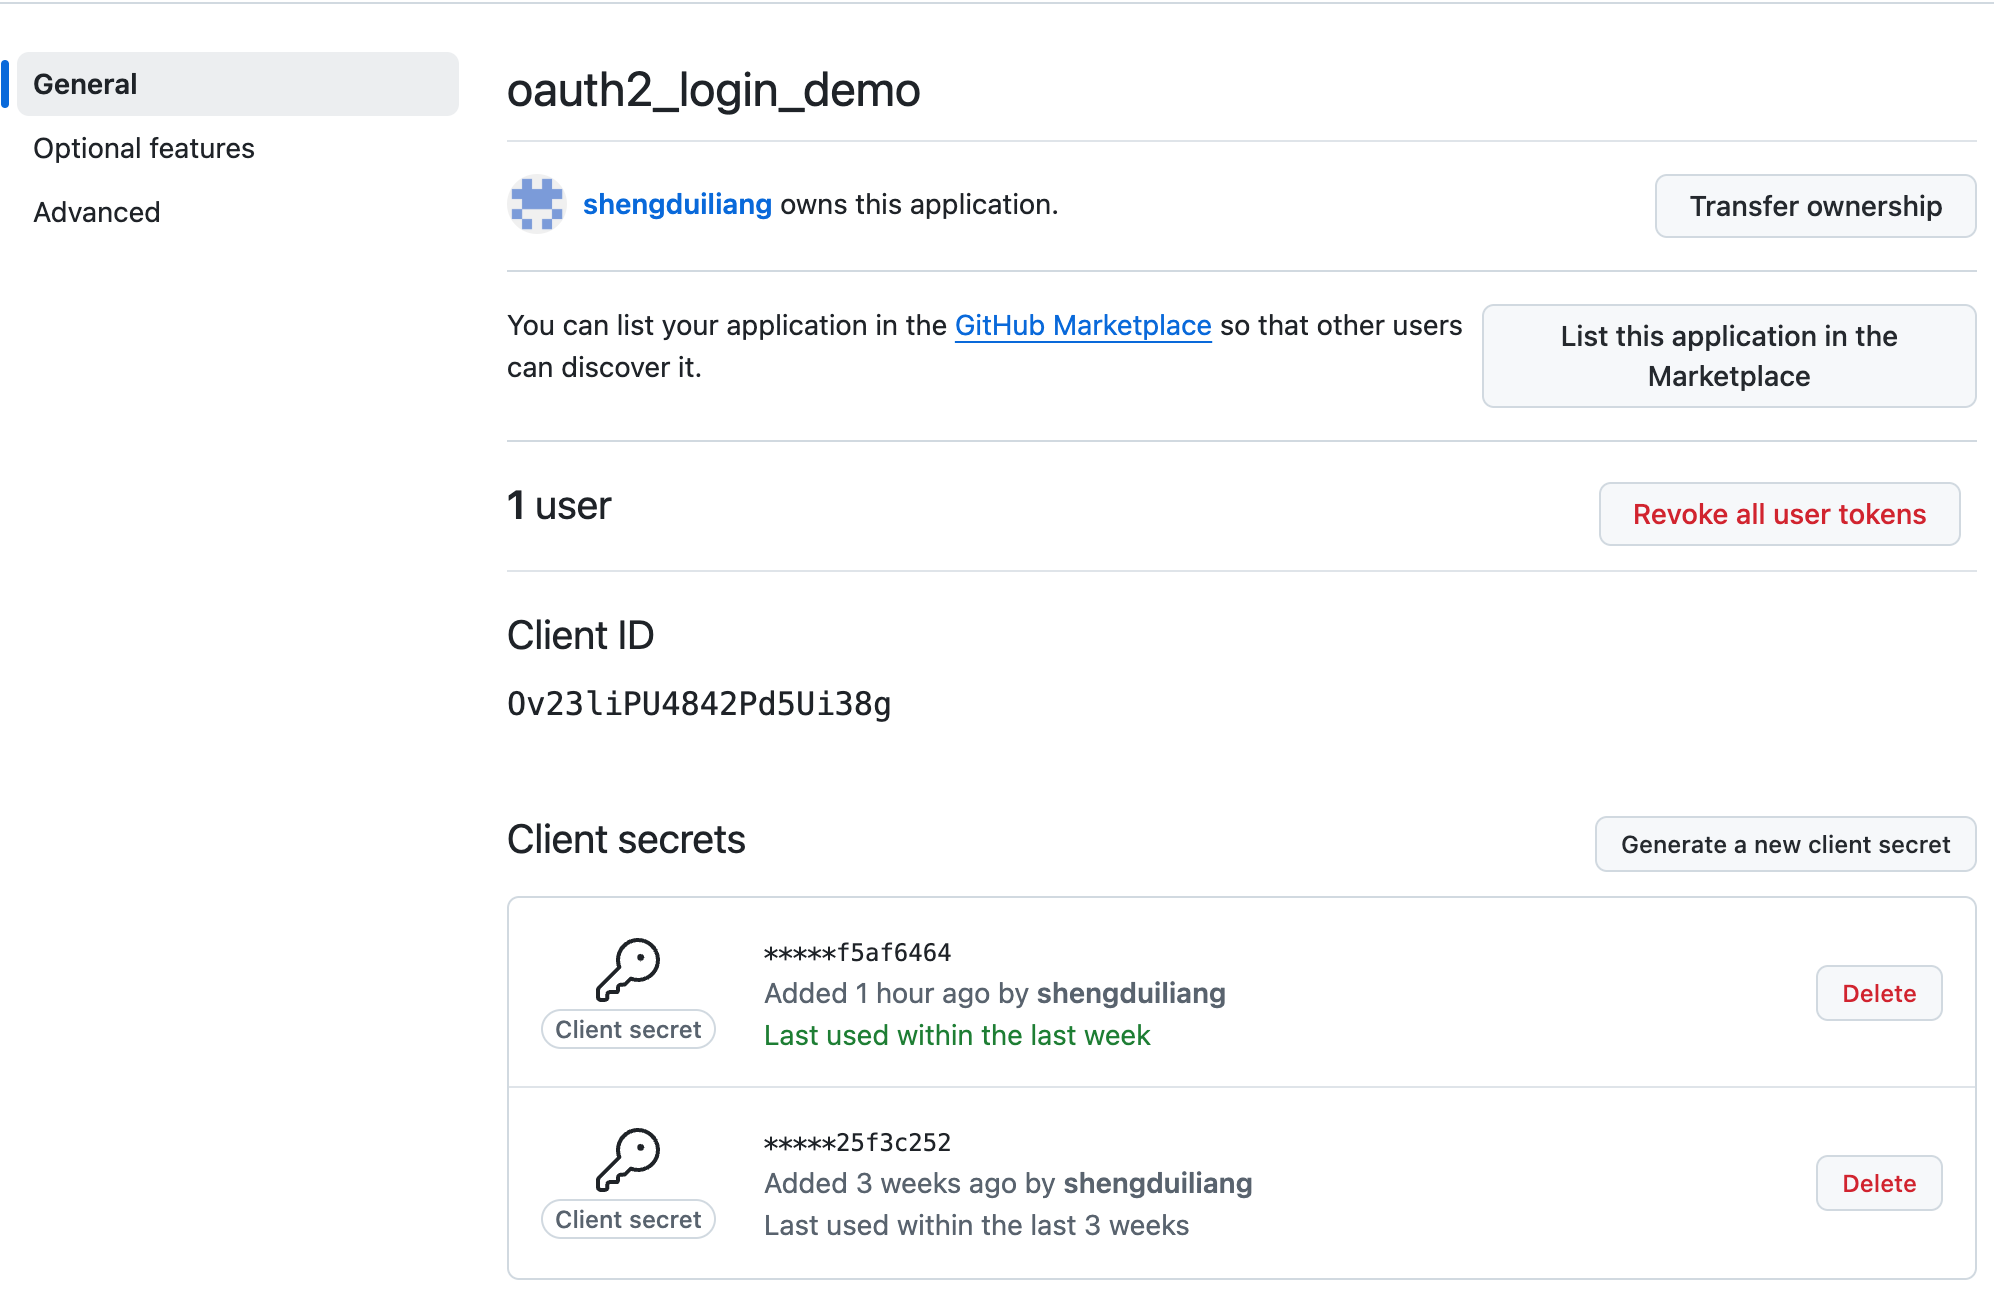 General
Optional features
Advanced
oauth2_login_demo
shengduiliang owns this application.
Transfer ownership
You can list your application in the GitHub Marketplace so that other users
can discover it.
List this application in the
Marketplace
1 user
Revoke all user tokens
Client ID
Ov23liPU4842Pd5Ui38g
Client secrets
Generate a new client secret
*****f5af6464
Added 1 hour ago by shengduiliang
Last used within the last week
Client secret
Delete
*****25f3c252
Added 3 weeks ago by shengduiliang
Last used within the last 3 weeks
Client secret
Delete